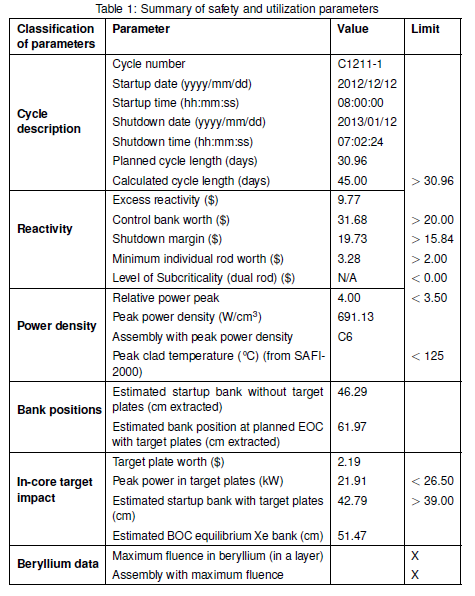 Table 1: Summary of safety and utilization parameters
Classification of parameters Parameter Value Limit
Cycle description
Cycle number C1211-1
Startup date (yyyy/mm/dd) 2012/12/12
Startup time (hh:mm:ss) 08:00:00
Shutdown date (yyyy/mm/dd) 2013/01/12
Shutdown time (hh:mm:ss) 07:02:24
Planned cycle length (days) 30.96
Calculated cycle length (days) 45.00 > 30.96
Reactivity
Excess reactivity ($) 9.77
Control bank worth ($) 31.68 > 20.00
Shutdown margin ($) 19.73 > 15.84
Minimum individual rod worth ($) 3.28 > 2.00
Level of Subcriticality (dual rod) ($) N/A < 0.00
Power density
Relative power peak 4.00 < 3.50
Peak power density (W/cm³) 691.13
Assembly with peak power density C6
Peak clad temperature (ºC) (from SAFI-
2000) < 125
Bank positions
Estimated startup bank without target 46.29
plates (cm extracted)
Estimated bank position at planned EOC 61.97
with target plates (cm extracted)
In-core target impact
Target plate worth ($) 2.19
Peak power in target plates (kW) 21.91 < 26.50
Estimated startup bank with target plates 42.79 > 39.00
(cm)
Estimated BOC equilibrium Xe bank (cm) 51.47
Beryllium data
Maximum fluence in beryllium (in a layer) X
Assembly with maximum fluence X